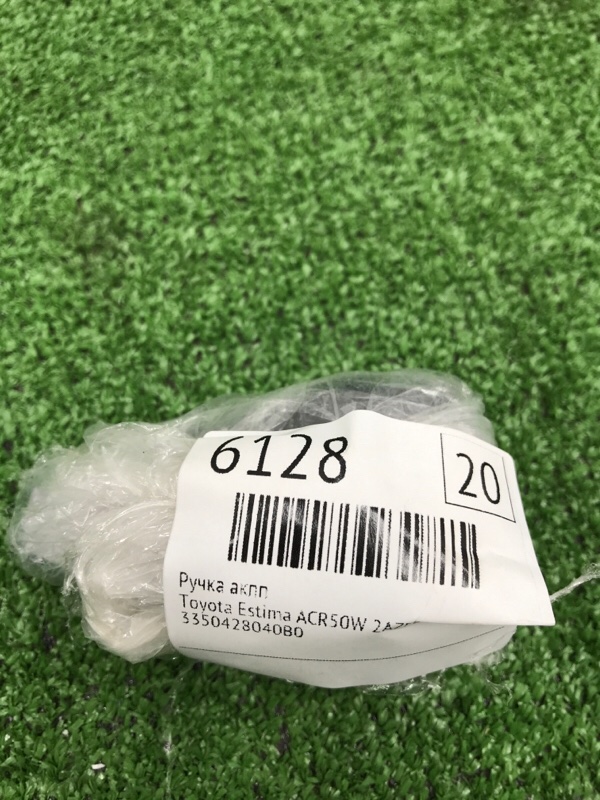 6128
20
Ручка акпп
Toyota Estima ACR50W
3350428040B0